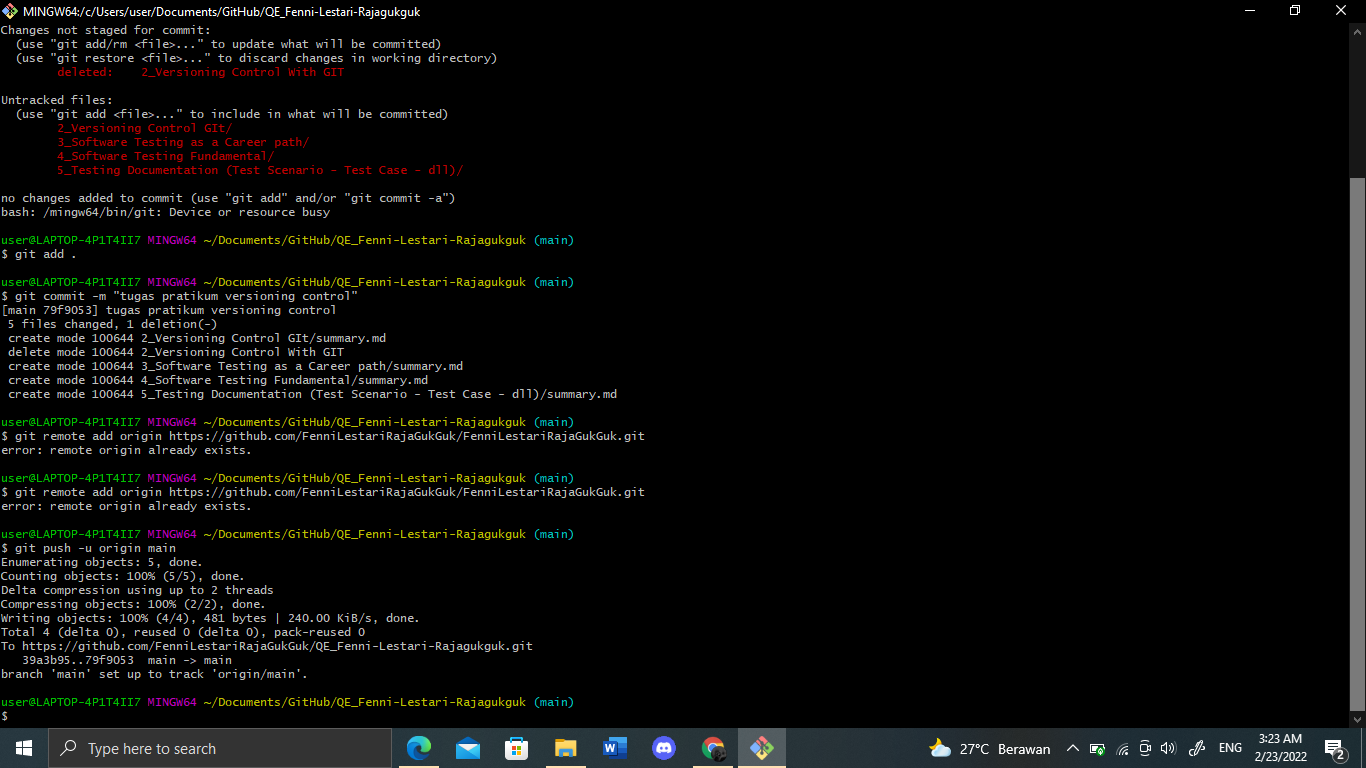 MINGW64:/c/Users/user/Documents/GitHub/QE_Fenni-Lestari-Rajagukguk
Changes not staged for commit:
  (use "git add/rm <file>..." to update what will be committed)
  (use "git restore <file>..." to discard changes in working directory)
        deleted:    2_Versioning Control With GIT
Untracked files:
  (use "git add <file>..." to include in what will be committed)
        2_Versioning Control GIt/
        3_Software Testing as a Career path/
        4_Software Testing Fundamental/
        5_Testing Documentation (Test Scenario - Test Case - dll)/
no changes added to commit (use "git add" and/or "git commit -a")
bash: /mingw64/bin/git: Device or resource busy
user@LAPTOP-4P1T4II7 MINGW64 ~/Documents/GitHub/QE_Fenni-Lestari-Rajagukguk (main)
$ git add .
user@LAPTOP-4P1T4II7 MINGW64 ~/Documents/GitHub/QE_Fenni-Lestari-Rajagukguk (main)
$ git commit -m "tugas pratikum versioning control"
[main 79f9053] tugas pratikum versioning control
 5 files changed, 1 deletion(-)
 create mode 100644 2_Versioning Control GIt/summary.md
 delete mode 100644 2_Versioning Control With GIT
 create mode 100644 3_Software Testing as a Career path/summary.md
 create mode 100644 4_Software Testing Fundamental/summary.md
 create mode 100644 5_Testing Documentation (Test Scenario - Test Case - dll)/summary.md
user@LAPTOP-4P1T4II7 MINGW64 ~/Documents/GitHub/QE_Fenni-Lestari-Rajagukguk (main)
$ git remote add origin https://github.com/FenniLestariRajaGukGuk/FenniLestariRajaGukGuk.git
error: remote origin already exists.
user@LAPTOP-4P1T4II7 MINGW64 ~/Documents/GitHub/QE_Fenni-Lestari-Rajagukguk (main)
$ git remote add origin https://github.com/FenniLestariRajaGukGuk/FenniLestariRajaGukGuk.git
error: remote origin already exists.
user@LAPTOP-4P1T4II7 MINGW64 ~/Documents/GitHub/QE_Fenni-Lestari-Rajagukguk (main)
$ git push -u origin main
Enumerating objects: 5, done.
Counting objects: 100% (5/5), done.
Delta compression using up to 2 threads
Compressing objects: 100% (2/2), done.
Writing objects: 100% (4/4), 481 bytes | 240.00 KiB/s, done.
Total 4 (delta 0), reused 0 (delta 0), pack-reused 0
To https://github.com/FenniLestariRajaGukGuk/QE_Fenni-Lestari-Rajagukguk.git
   39a3b95..79f9053  main -> main
branch 'main' set up to track 'origin/main'.
user@LAPTOP-4P1T4II7 MINGW64 ~/Documents/GitHub/QE_Fenni-Lestari-Rajagukguk (main)
$
Type here to search
27°C Berawan
ENG
3:23 AM
2/23/2022
2